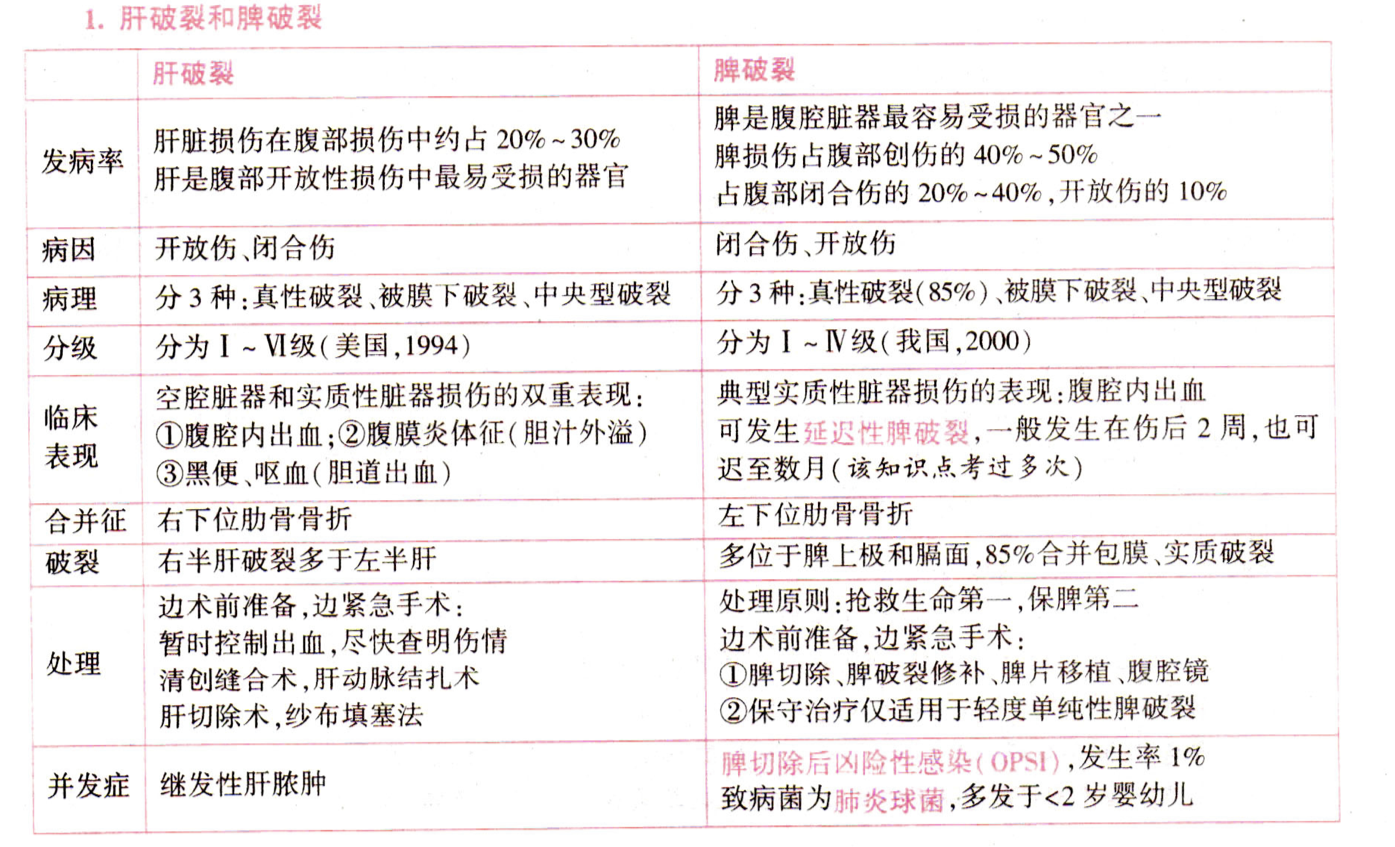 1. 肝破裂和脾破裂
肝破裂
脾破裂
发病率
肝脏损伤在腹部损伤中约占 20%~30%
肝是腹部开放性损伤中最易受损的器官
脾是腹腔脏器最容易受损的器官之一
脾损伤占腹部创伤的 40%~50%
占腹部闭合伤的 20%~40%,开放伤的 10%
病因
开放伤、闭合伤
闭合伤、开放伤
病理
分 3 种:真性破裂、被膜下破裂、中央型破裂
分 3 种:真性破裂(85%)、被膜下破裂、中央型破裂
分级
分为Ⅰ~Ⅵ级(美国,1994)
分为Ⅰ~Ⅳ级(我国,2000)
临床
表现
空腔脏器和实质性脏器损伤的双重表现:
①腹腔内出血;②腹膜炎体征(胆汁外溢)
③黑便、呕血(胆道出血)
典型实质性脏器损伤的表现:腹腔内出血
可发生延迟性脾破裂,一般发生在伤后 2 周,也可
迟至数月(该知识点考过多次)
合并征
右下位肋骨骨折
左下位肋骨骨折
破裂
右半肝破裂多于左半肝
多位于脾上极和膈面,85%合并包膜、实质破裂
处理
边术前准备,边紧急手术:
暂时控制出血,尽快查明伤情
清创缝合术,肝动脉结扎术
肝切除术,纱布填塞法
处理原则:抢救生命第一,保脾第二
边术前准备,边紧急手术:
①脾切除、脾破裂修补、脾片移植、腹腔镜
②保守治疗仅适用于轻度单纯性脾破裂
并发症
继发性肝脓肿
脾切除后凶险性感染(OPSI),发生率 1%
致病菌为肺炎球菌,多发于<2 岁婴幼儿